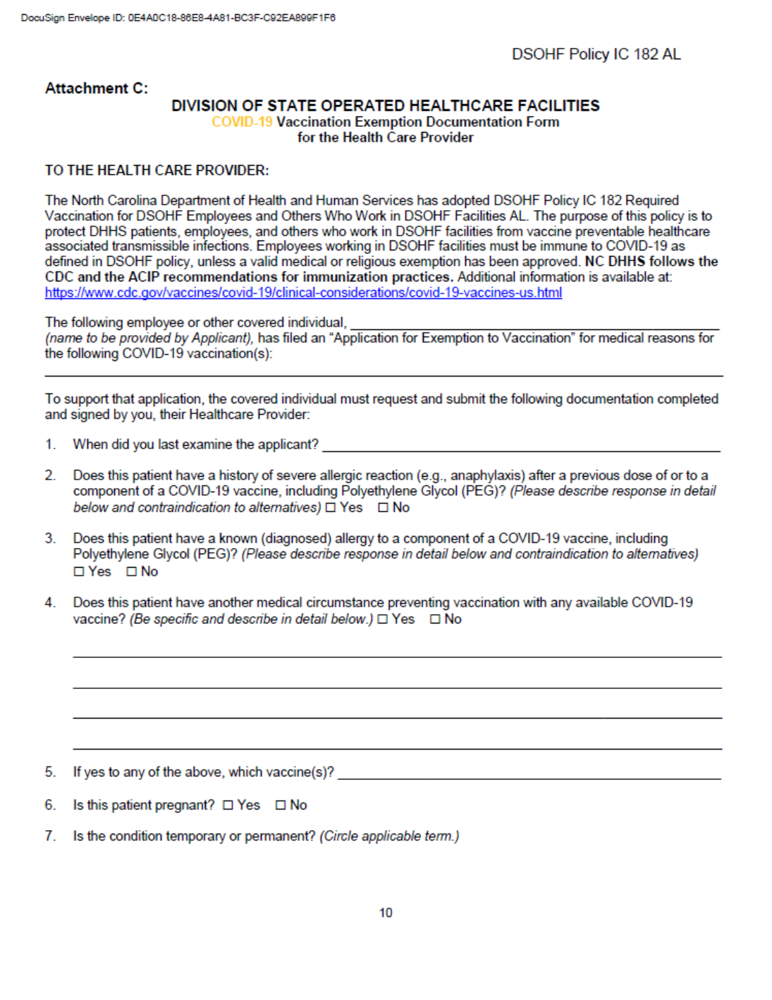 DocuSign Envelope ID: 0E4A0C18-86E8-4A81-BC3F-C92EA899F1F6
DSOHF Policy IC 182 AL
Attachment C:
DIVISION OF STATE OPERATED HEALTHCARE FACILITIES
COVID-19 Vaccination Exemption Documentation Form
for the Health Care Provider
TO THE HEALTH CARE PROVIDER:
The North Carolina Department of Health and Human Services has adopted DSOHF Policy IC 182 Required
Vaccination for DSOHF Employees and Others Who Work in DSOHF Facilities AL. The purpose of this policy is to
protect DHHS patients, employees, and others who work in DSOHF facilities from vaccine preventable healthcare
associated transmissible infections. Employees working in DSOHF facilities must be immune to COVID-19 as
defined in DSOHF policy, unless a valid medical or religious exemption has been approved. NC DHHS follows the
CDC and the ACIP recommendations for immunization practices. Additional information is available at:
https://www.cdc.gov/vaccines/covid-19/clinical-considerations/covid-19-vaccines-us.html
The following employee or other covered individual, ____
(name to be provided by Applicant), has filed an “Application for Exemption to Vaccination” for medical reasons for
the following COVID-19 vaccination(s):
To support that application, the covered individual must request and submit the following documentation completed
and signed by you, their Healthcare Provider:
1. When did you last examine the applicant? ____
2. Does this patient have a history of severe allergic reaction (e.g., anaphylaxis) after a previous dose of or to a
component of a COVID-19 vaccine, including Polyethylene Glycol (PEG)? (Please describe response in detail
below and contraindication to alternatives) ☐ Yes ☐ No
3. Does this patient have a known (diagnosed) allergy to a component of a COVID-19 vaccine, including
Polyethylene Glycol (PEG)? (Please describe response in detail below and contraindication to alternatives)
☐ Yes ☐ No
4. Does this patient have another medical circumstance preventing vaccination with any available COVID-19
vaccine? (Be specific and describe in detail below.) ☐ Yes ☐ No
5. If yes to any of the above, which vaccine(s)? ____
6. Is this patient pregnant? ☐ Yes ☐ No
7. Is the condition temporary or permanent? (Circle applicable term.)
10